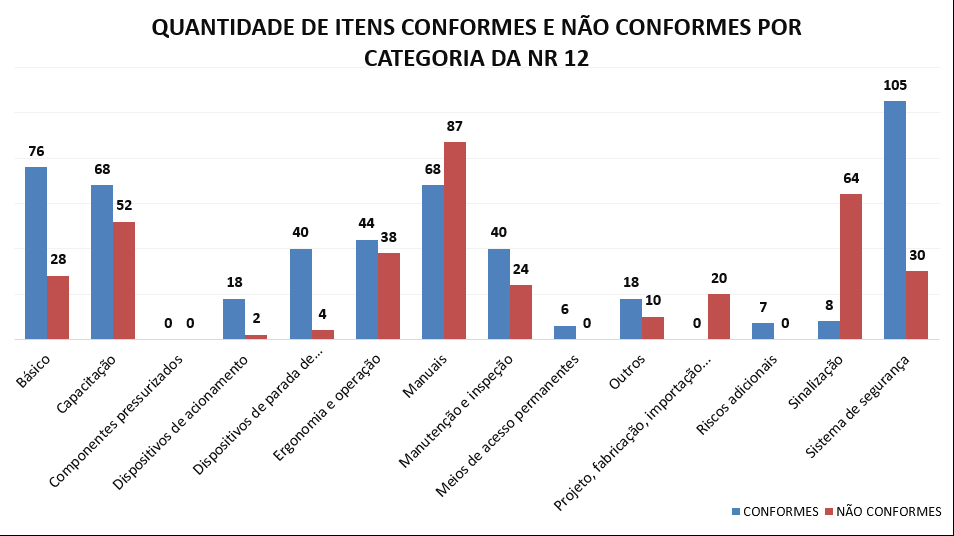 QUANTIDADE DE ITENS CONFORMES E NÃO CONFORMES POR
CATEGORIA DA NR 12
76
28
68
52
0
0
18
2
40
4
44
38
68
87
40
24
6
0
18
10
0
20
7
0
8
64
105
30
Básico
Capacitação
Componentes pressurizados
Dispositivos de acionamento
Dispositivos de parada de...
Ergonomia e operação
Manuais
Manutenção e inspeção
Meios de acesso permanentes
Outros
Projeto, fabricação, importação...
Riscos adicionais
Sinalização
Sistema de segurança
CONFORMES
NÃO CONFORMES